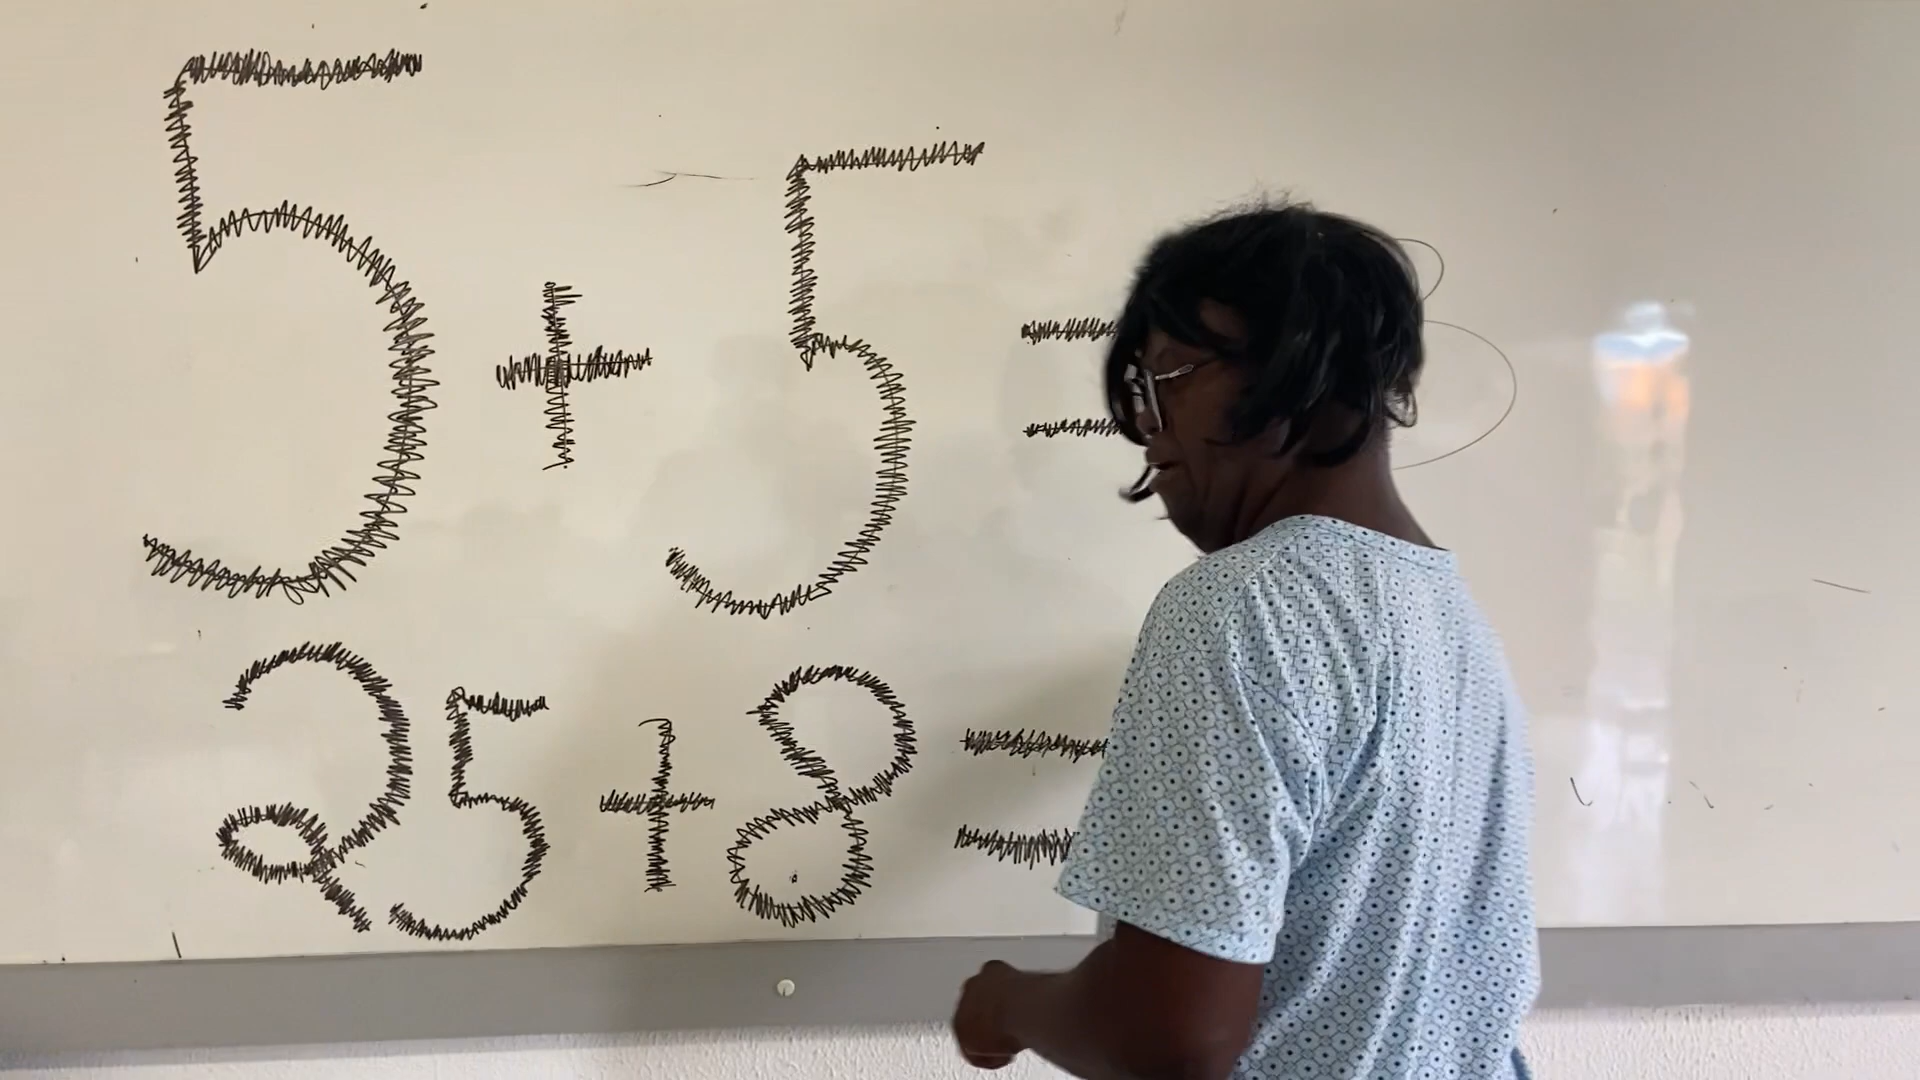 5 + 5 =
25 + 8 =